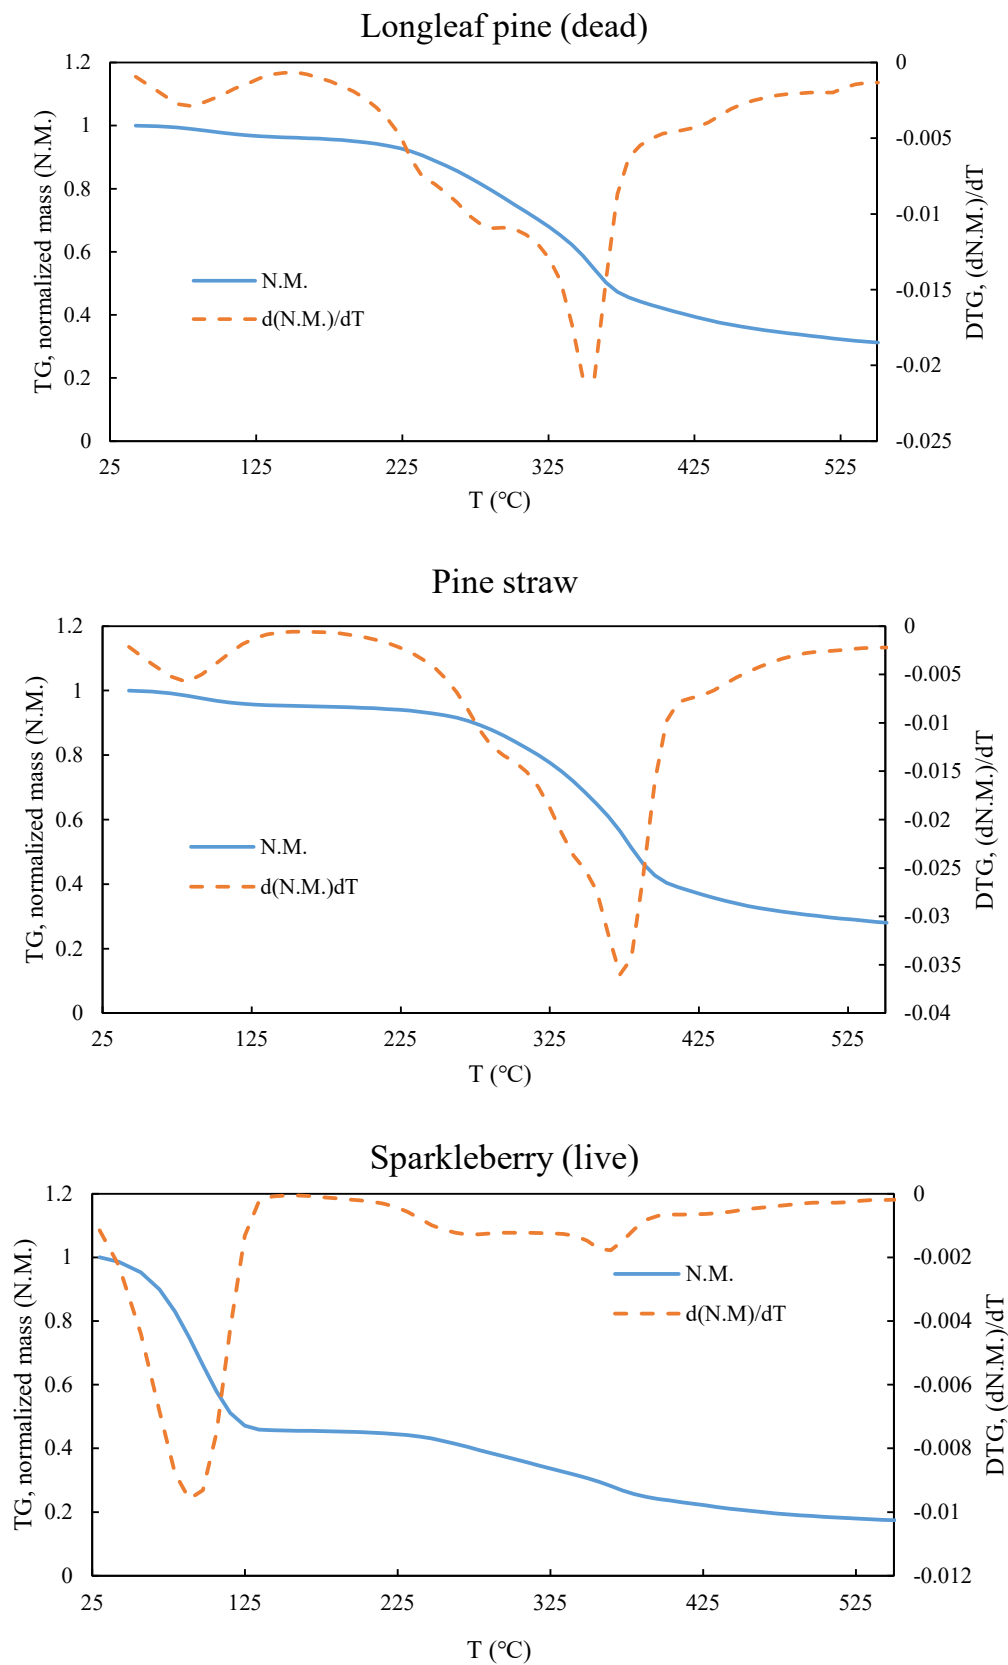 Longleaf pine (dead)
1.2
1
0.8
0.6
0.4
0.2
0
TG, normalized mass (N.M.)
0
-0.005
-0.01
-0.015
-0.02
-0.025
DTG, (dN.M.)/dT
N.M.
d(N.M.)/dT
25 125 225 325 425 525
T (°C)
Pine straw
1.2
1
0.8
0.6
0.4
0.2
0
TG, normalized mass (N.M.)
0
-0.005
-0.01
-0.015
-0.02
-0.025
-0.03
-0.035
-0.04
DTG, (dN.M.)/dT
N.M.
d(N.M.)dT
25 125 225 325 425 525
T (°C)
Sparkleberry (live)
1.2
1
0.8
0.6
0.4
0.2
0
TG, normalized mass (N.M.)
0
-0.002
-0.004
-0.006
-0.008
-0.01
-0.012
DTG, (dN.M.)/dT
N.M.
d(N.M)/dT
25 125 225 325 425 525
T (°C)